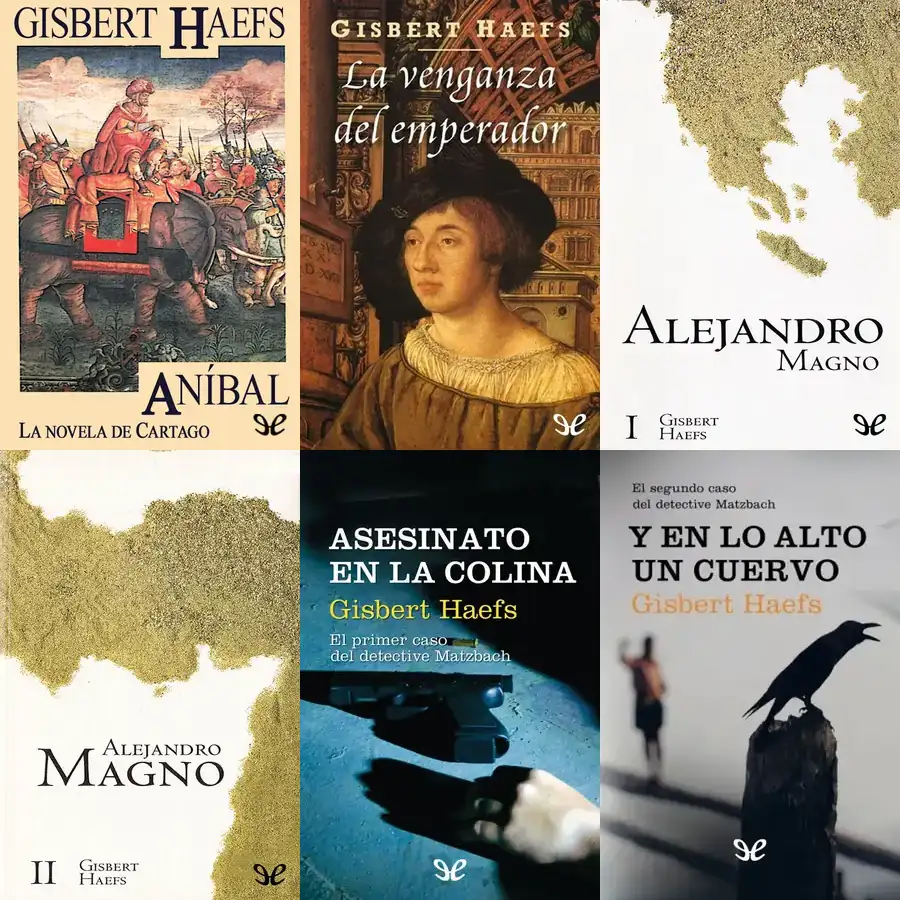 GISBERT HAEFS
ANÍBAL
LA NOVELA DE CARTAGO
GISBERT HAEFS
La venganza
del emperador
ALEJANDRO
MAGNO
I
GISBERT
HAEFS
ALEJANDRO
MAGNO
II
GISBERT
HAEFS
ASESINATO
EN LA COLINA
Gisbert Haefs
El primer caso
del detective Matzbach
El segundo caso
del detective Matzbach
Y EN LO ALTO
UN CUERVO
Gisbert Haefs